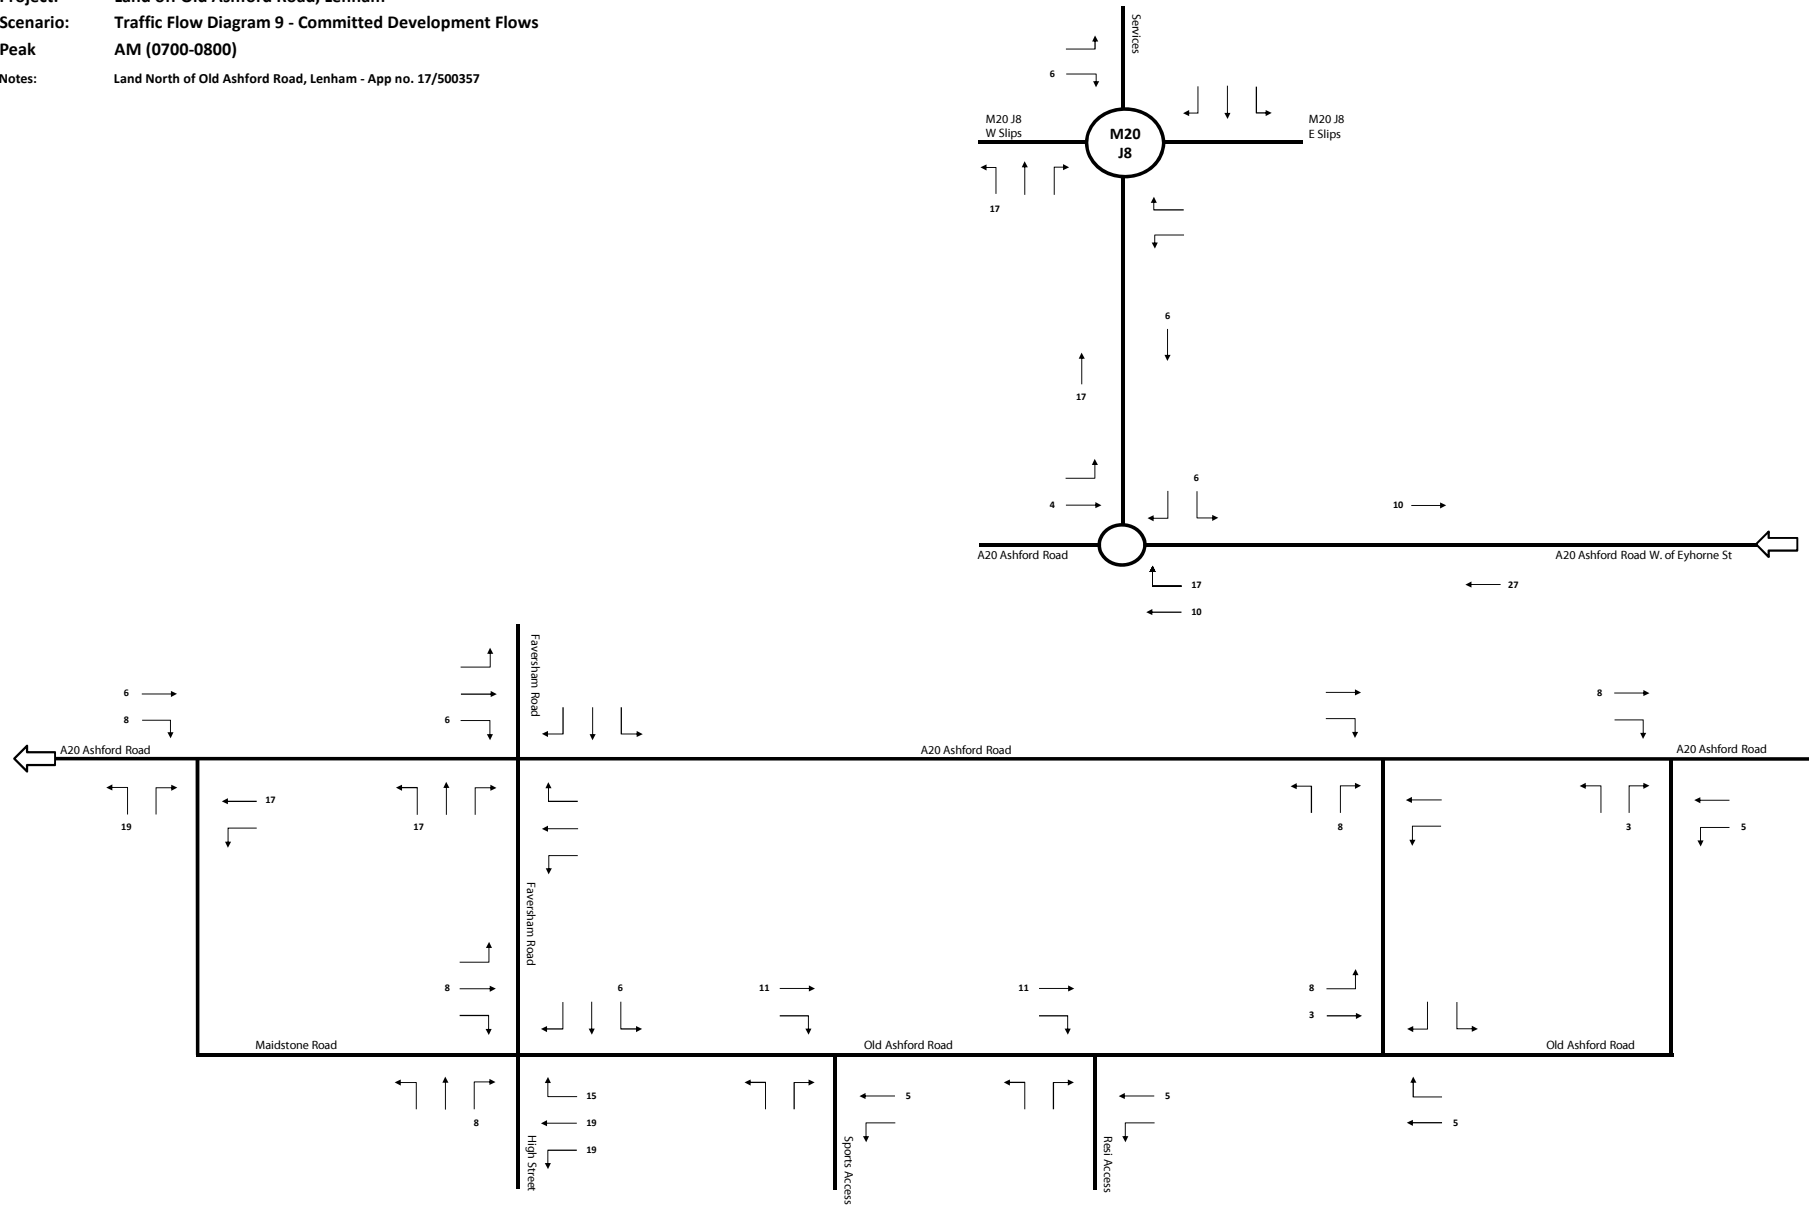 Project: Land off Old Ashford Road, Lenham
Scenario: Traffic Flow Diagram 9 - Committed Development Flows
Peak AM (0700-0800)
Notes: Land North of Old Ashford Road, Lenham - App no. 17/500357
Services
6
M20 J8
W Slips
M20
J8
M20 J8
E Slips
17
6
17
6
4
10
A20 Ashford Road
A20 Ashford Road W. of Eyhorne St
17
27
10
Faversham Road
6
8
8
6
A20 Ashford Road
A20 Ashford Road
A20 Ashford Road
17
19
17
8
3
5
Faversham Road
8
6
11
11
8
3
Maidstone Road
Old Ashford Road
Old Ashford Road
15
5
5
8
19
5
19
High Street
Sports Access
Resi Access